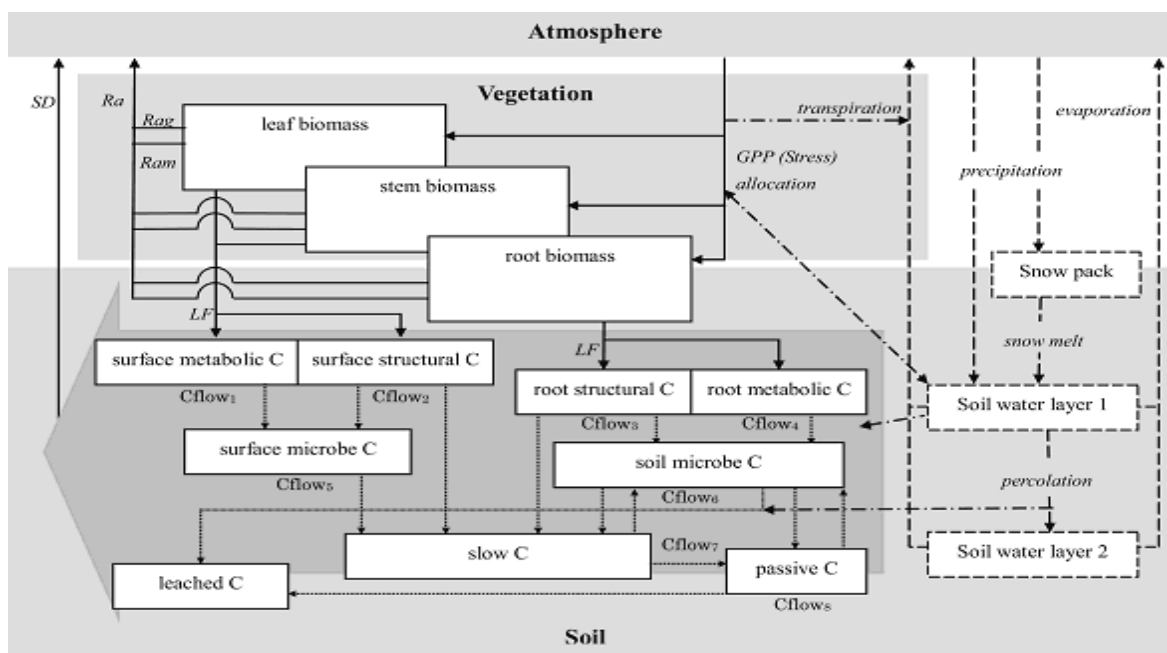 Atmosphere
SD
Ra
Vegetation
transpiration
evaporation
Rag
leaf biomass
Ram
GPP (Stress)
allocation
precipitation
stem biomass
root biomass
Snow pack
LF
LF
snow melt
surface metabolic C
surface structural C
root structural C
root metabolic C
Soil water layer 1
Cflow₁
Cflow₂
Cflow₃
Cflow₄
surface microbe C
soil microbe C
percolation
Cflow₅
Cflow₆
slow C
Cflow₇
Soil water layer 2
leached C
passive C
Cflow₈
Soil